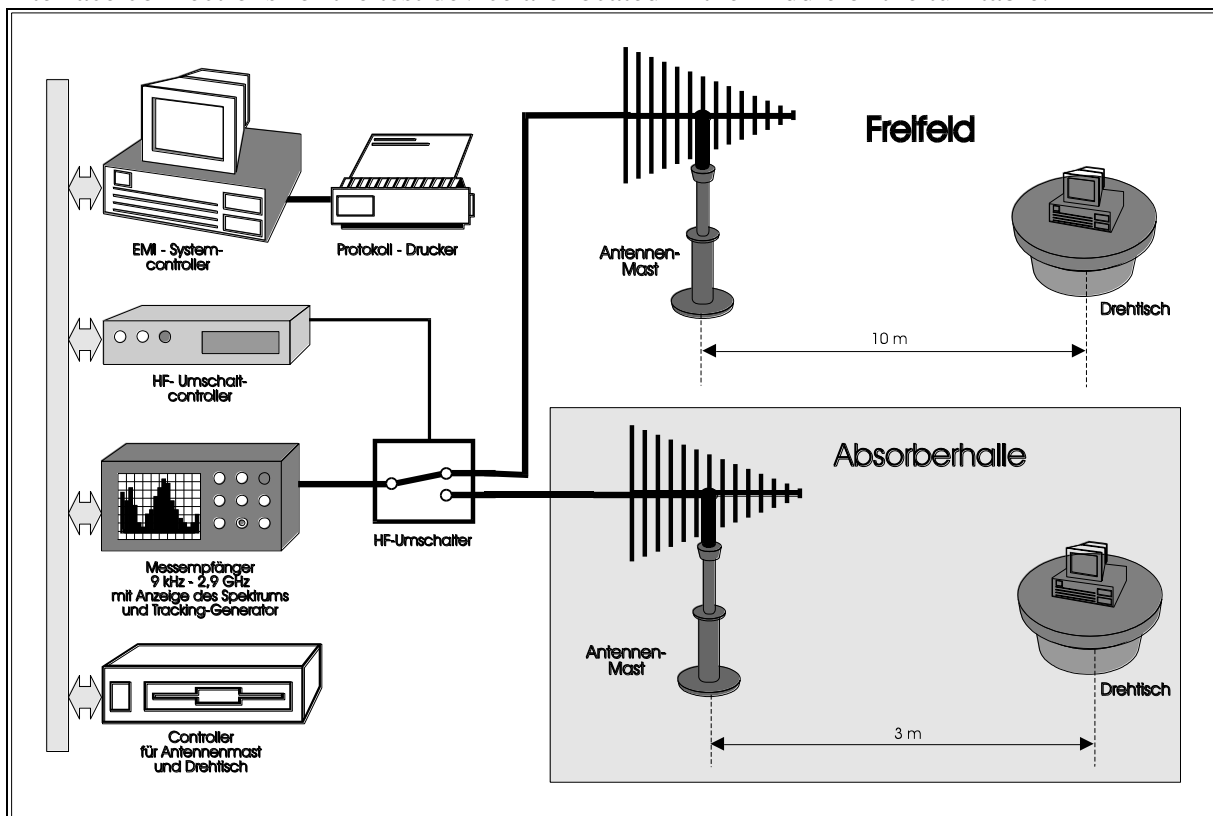 Freifeld
EMI - System-
controller
Protokoll - Drucker
Antennen-
Mast
Drehtisch
10 m
HF- Umschalt-
controller
Absorberhalle
HF-Umschalter
Messempfänger
9 kHz - 2,9 GHz
mit Anzeige des Spektrums
und Tracking-Generator
Antennen-
Mast
Drehtisch
3 m
Controller
für Antennenmast
und Drehtisch